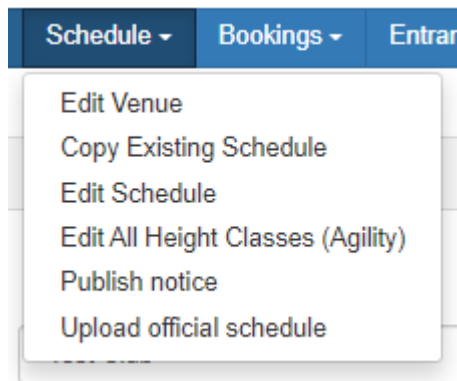 Schedule Bookings
Edit Venue
Copy Existing Schedule
Edit Schedule
Edit All Height Classes (Agility)
Publish notice
Upload official schedule